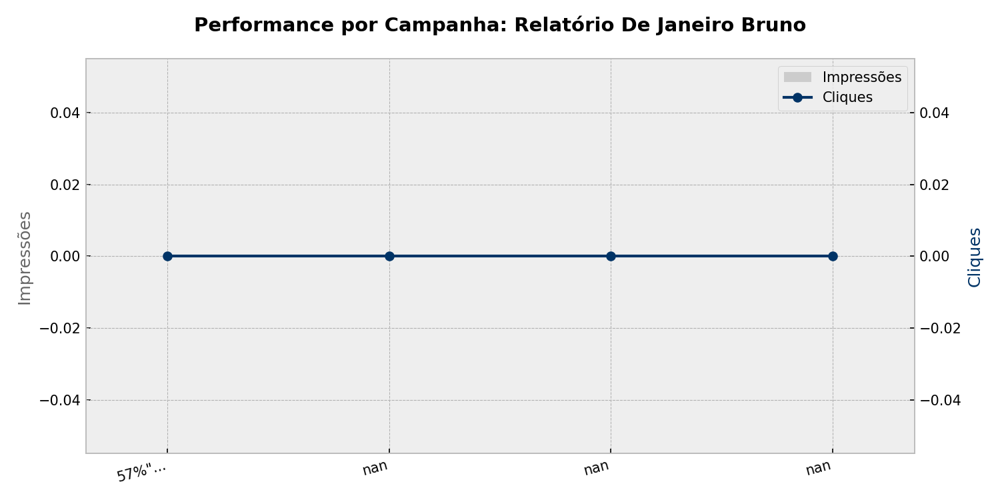 Performance por Campanha: Relatório De Janeiro Bruno
Impressões
Cliques
0.04
0.02
0.00
−0.02
−0.04
Impressões
0.04
0.02
0.00
−0.02
−0.04
Cliques
57%"...
nan
nan
nan